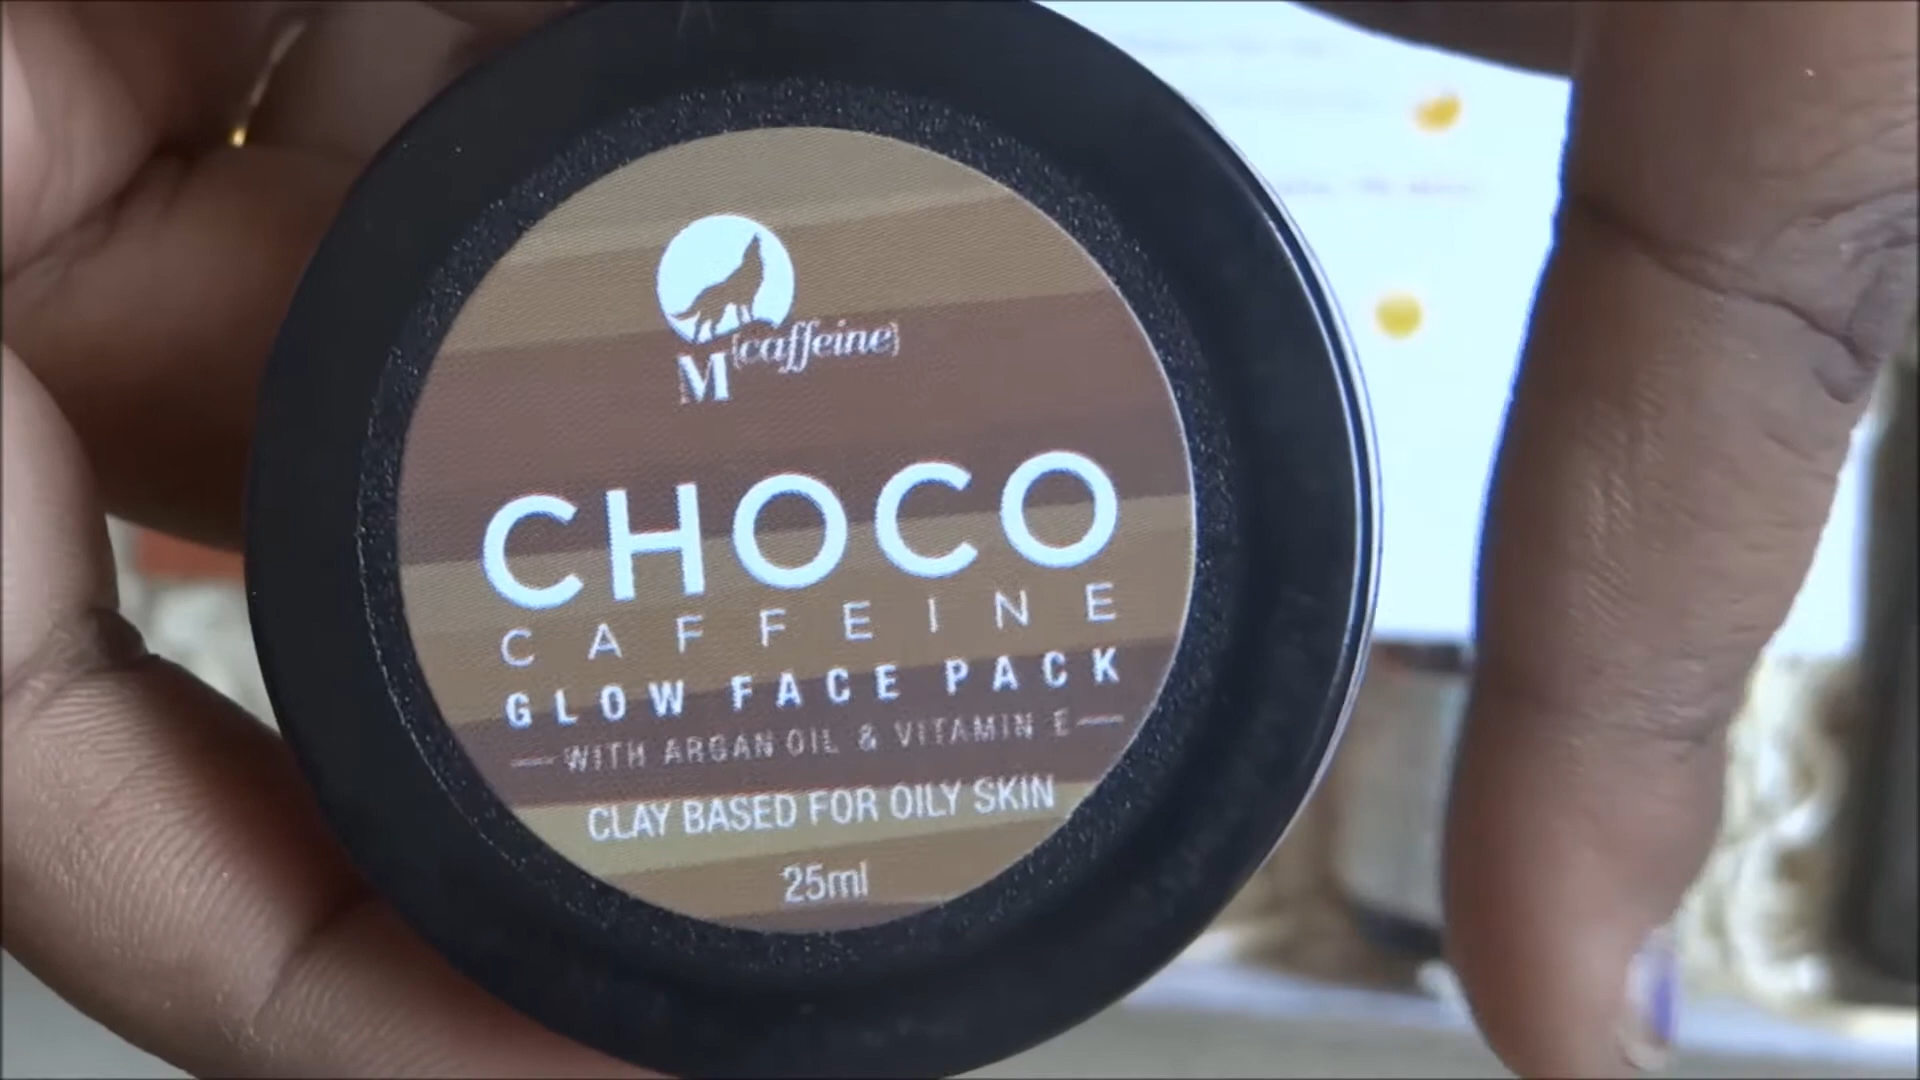 M{caffeine}
CHOCO
CAFFEINE
GLOW FACE PACK
WITH ARGAN OIL & VITAMIN E
CLAY BASED FOR OILY SKIN
25ml